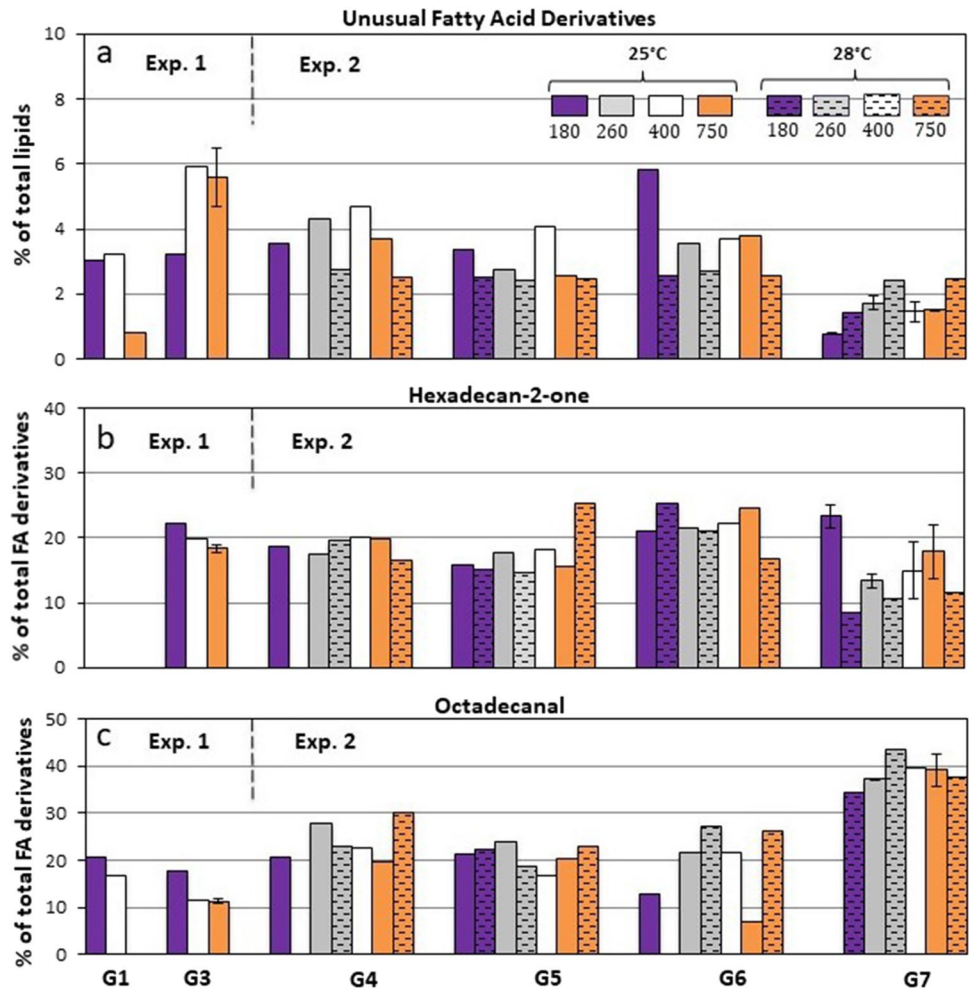 Unusual Fatty Acid Derivatives
a
Exp. 1
Exp. 2
25°C
28°C
180 260 400 750 180 260 400 750
% of total lipids
10
8
6
4
2
0
Hexadecan-2-one
b
Exp. 1
Exp. 2
% of total FA derivatives
40
30
20
10
0
Octadecanal
c
Exp. 1
Exp. 2
% of total FA derivatives
50
40
30
20
10
0
G1 G3 G4 G5 G6 G7